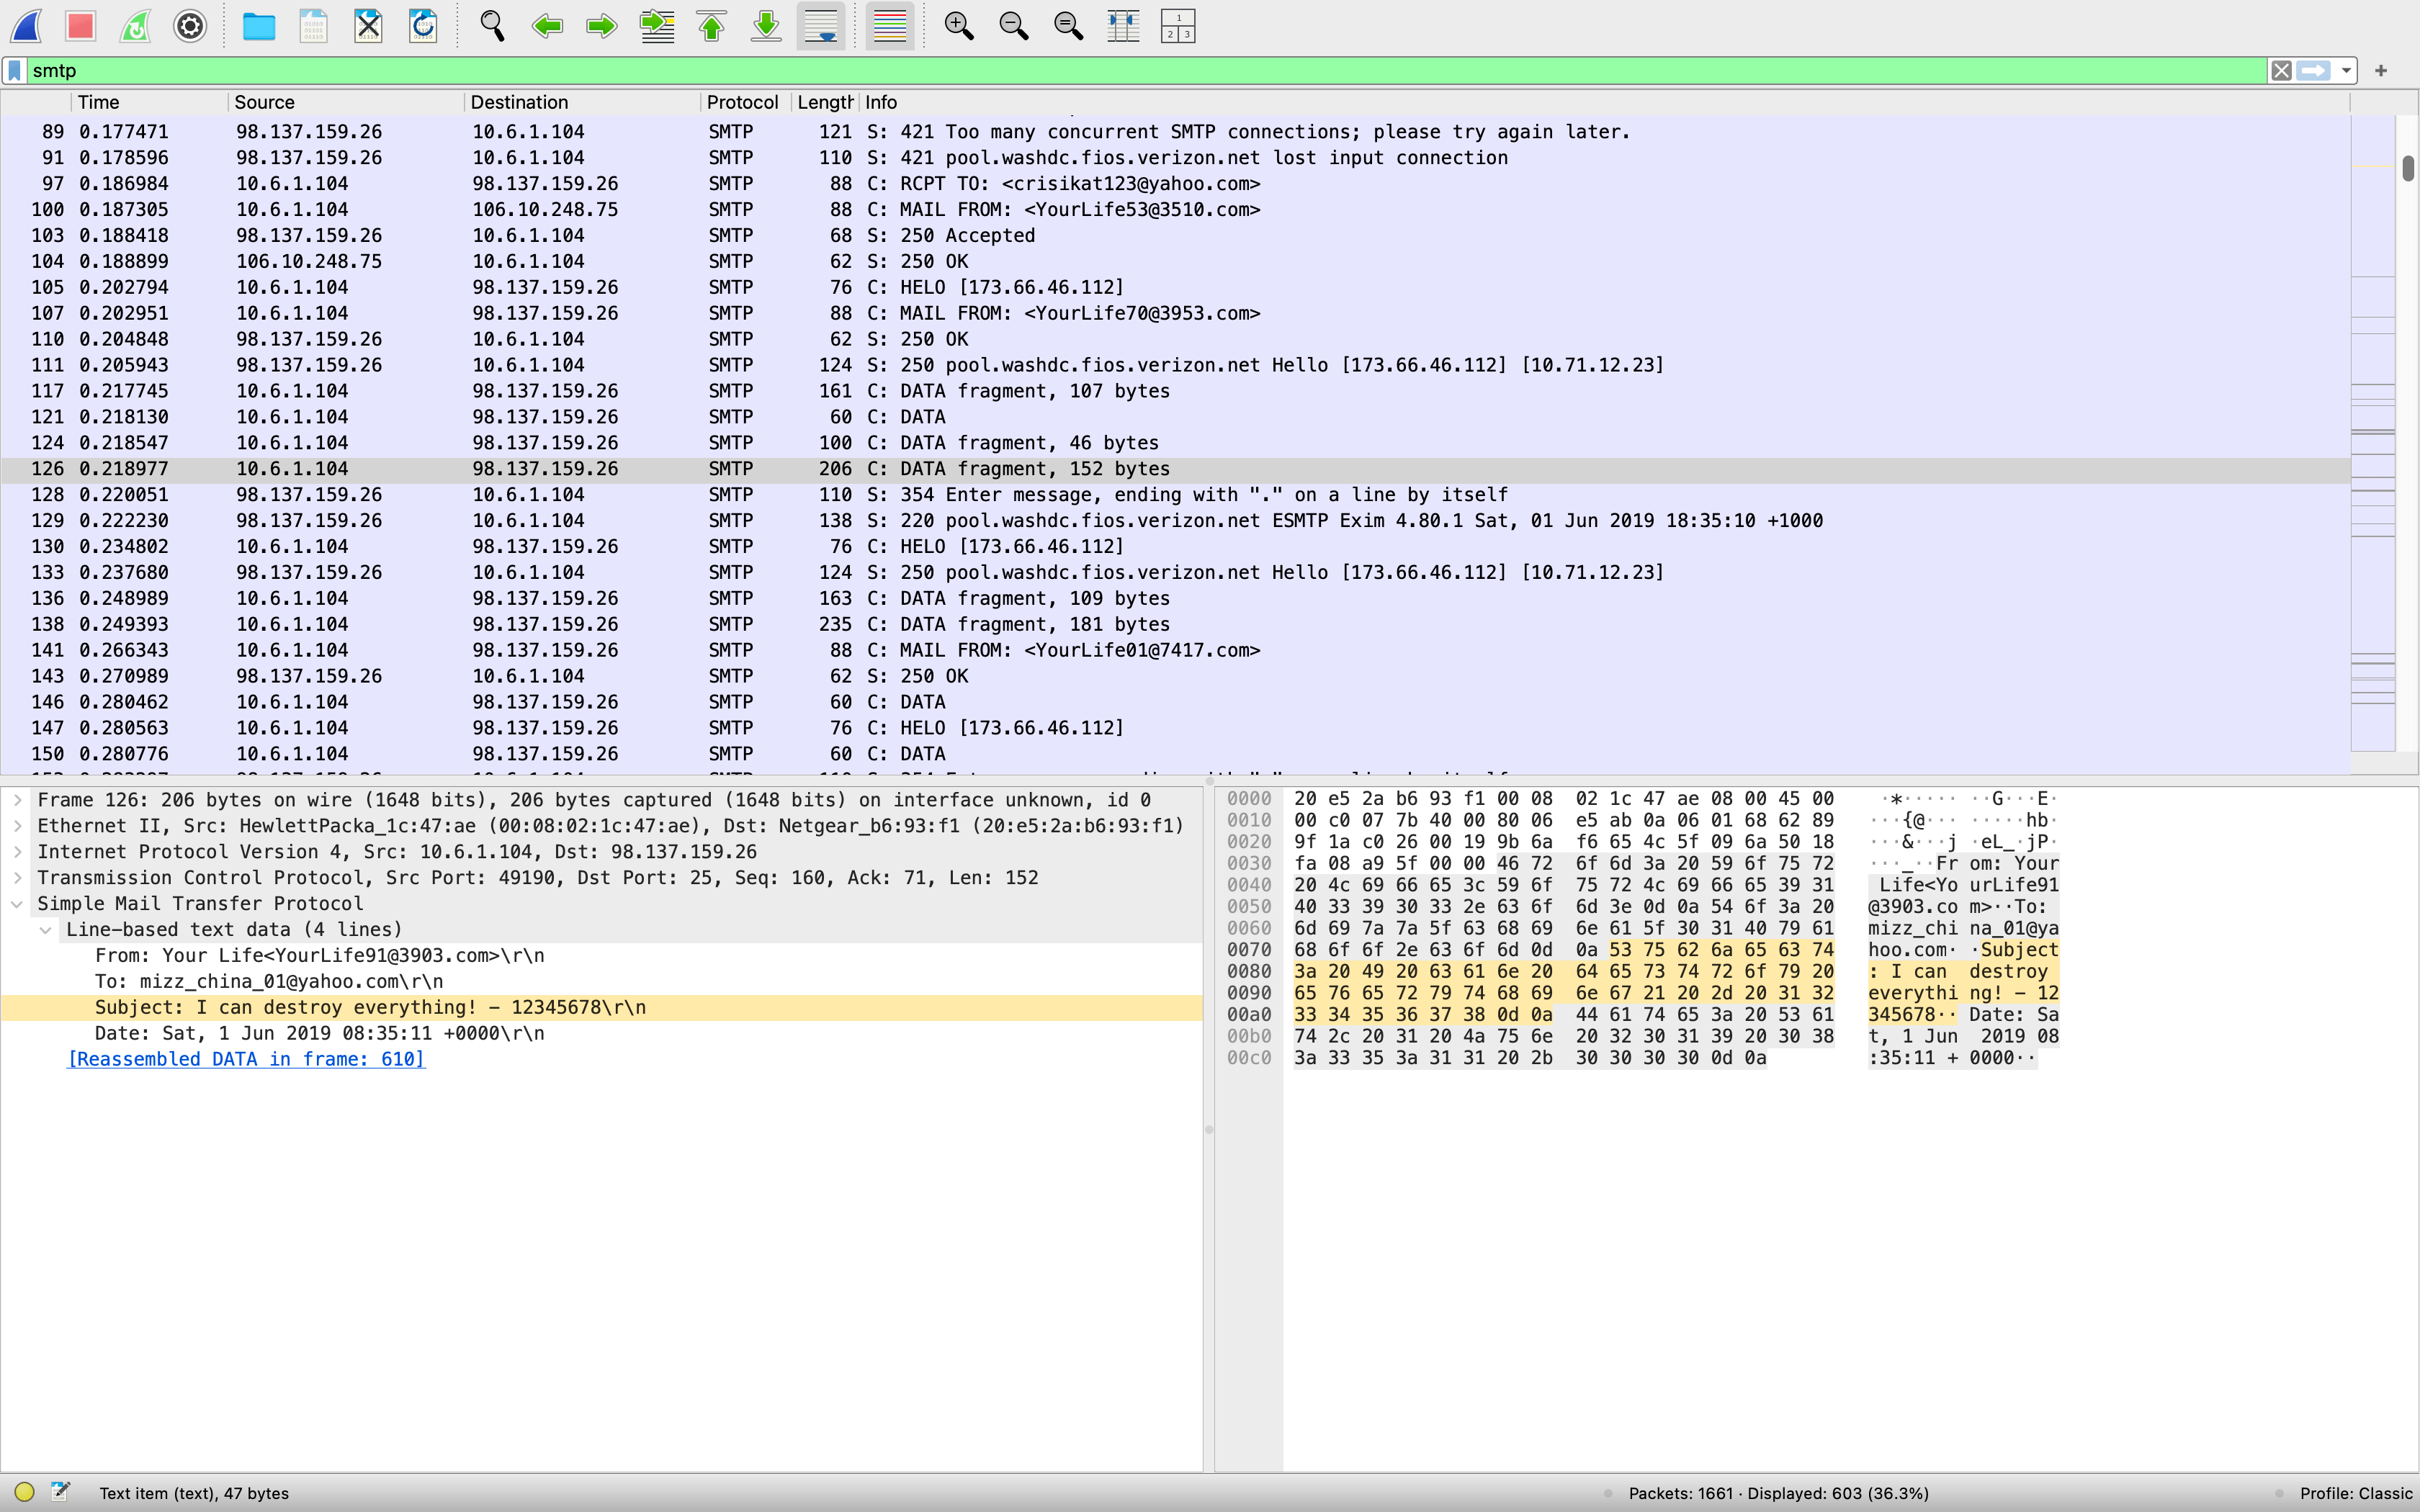 smtp
Time Source Destination Protocol Length Info
89 0.177471 98.137.159.26 10.6.1.104 SMTP 121 S: 421 Too many concurrent SMTP connections; please try again later.
91 0.178596 98.137.159.26 10.6.1.104 SMTP 110 S: 421 pool.washdc.fios.verizon.net lost input connection
97 0.186984 10.6.1.104 98.137.159.26 SMTP 88 C: RCPT TO: <crisikat123@yahoo.com>
100 0.187305 10.6.1.104 106.10.248.75 SMTP 88 C: MAIL FROM: <YourLife53@3510.com>
103 0.188418 98.137.159.26 10.6.1.104 SMTP 68 S: 250 Accepted
104 0.188899 106.10.248.75 10.6.1.104 SMTP 62 S: 250 OK
105 0.202794 10.6.1.104 98.137.159.26 SMTP 76 C: HELO [173.66.46.112]
107 0.202951 10.6.1.104 98.137.159.26 SMTP 88 C: MAIL FROM: <YourLife70@3953.com>
110 0.204848 98.137.159.26 10.6.1.104 SMTP 62 S: 250 OK
111 0.205943 98.137.159.26 10.6.1.104 SMTP 124 S: 250 pool.washdc.fios.verizon.net Hello [173.66.46.112] [10.71.12.23]
117 0.217745 10.6.1.104 98.137.159.26 SMTP 161 C: DATA fragment, 107 bytes
121 0.218130 10.6.1.104 98.137.159.26 SMTP 60 C: DATA
124 0.218547 10.6.1.104 98.137.159.26 SMTP 100 C: DATA fragment, 46 bytes
126 0.218977 10.6.1.104 98.137.159.26 SMTP 206 C: DATA fragment, 152 bytes
128 0.220051 98.137.159.26 10.6.1.104 SMTP 110 S: 354 Enter message, ending with "." on a line by itself
129 0.222230 98.137.159.26 10.6.1.104 SMTP 138 S: 220 pool.washdc.fios.verizon.net ESMTP Exim 4.80.1 Sat, 01 Jun 2019 18:35:10 +1000
130 0.234802 10.6.1.104 98.137.159.26 SMTP 76 C: HELO [173.66.46.112]
133 0.237680 98.137.159.26 10.6.1.104 SMTP 124 S: 250 pool.washdc.fios.verizon.net Hello [173.66.46.112] [10.71.12.23]
136 0.248989 10.6.1.104 98.137.159.26 SMTP 163 C: DATA fragment, 109 bytes
138 0.249393 10.6.1.104 98.137.159.26 SMTP 235 C: DATA fragment, 181 bytes
141 0.266343 10.6.1.104 98.137.159.26 SMTP 88 C: MAIL FROM: <YourLife01@7417.com>
143 0.270989 98.137.159.26 10.6.1.104 SMTP 62 S: 250 OK
146 0.280462 10.6.1.104 98.137.159.26 SMTP 60 C: DATA
147 0.280563 10.6.1.104 98.137.159.26 SMTP 76 C: HELO [173.66.46.112]
150 0.280776 10.6.1.104 98.137.159.26 SMTP 60 C: DATA
Frame 126: 206 bytes on wire (1648 bits), 206 bytes captured (1648 bits) on interface unknown, id 0
Ethernet II, Src: HewlettPacka_1c:47:ae (00:08:02:1c:47:ae), Dst: Netgear_b6:93:f1 (20:e5:2a:b6:93:f1)
Internet Protocol Version 4, Src: 10.6.1.104, Dst: 98.137.159.26
Transmission Control Protocol, Src Port: 49190, Dst Port: 25, Seq: 160, Ack: 71, Len: 152
Simple Mail Transfer Protocol
Line-based text data (4 lines)
From: Your Life<YourLife91@3903.com>\r\n
To: mizz_china_01@yahoo.com\r\n
Subject: I can destroy everything! - 12345678\r\n
Date: Sat, 1 Jun 2019 08:35:11 +0000\r\n
[Reassembled DATA in frame: 610]
0000 20 e5 2a b6 93 f1 00 08 02 1c 47 ae 08 00 45 00 ·*····· ··G···E·
0010 00 c0 07 7b 40 00 80 06 e5 ab 0a 06 01 68 62 89 ···{@··· ·····hb·
0020 9f 1a c0 26 00 19 9b 6a f6 65 4c 5f 09 6a 50 18 ···&···j ·eL_·jP·
0030 fa 08 a9 5f 00 00 46 72 6f 6d 3a 20 59 6f 75 72 ···_··Fr om: Your
0040 20 4c 69 66 65 3c 59 6f 75 72 4c 69 66 65 39 31 Life<Yo urLife91
0050 40 33 39 30 33 2e 63 6f 6d 3e 0d 0a 54 6f 3a 20 @3903.co m>··To:
0060 6d 69 7a 7a 5f 63 68 69 6e 61 5f 30 31 40 79 61 mizz_chi na_01@ya
0070 68 6f 6f 2e 63 6f 6d 0d 0a 53 75 62 6a 65 63 74 hoo.com· ·Subject
0080 3a 20 49 20 63 61 6e 20 64 65 73 74 72 6f 79 20 : I can destroy
0090 65 76 65 72 79 74 68 69 6e 67 21 20 2d 20 31 32 everythi ng! - 12
00a0 33 34 35 36 37 38 0d 0a 44 61 74 65 3a 20 53 61 345678·· Date: Sa
00b0 74 2c 20 31 20 4a 75 6e 20 32 30 31 39 20 30 38 t, 1 Jun 2019 08
00c0 3a 33 35 3a 31 31 20 2b 30 30 30 30 0d 0a :35:11 + 0000··
Text item (text), 47 bytes
Packets: 1661 · Displayed: 603 (36.3%)
Profile: Classic